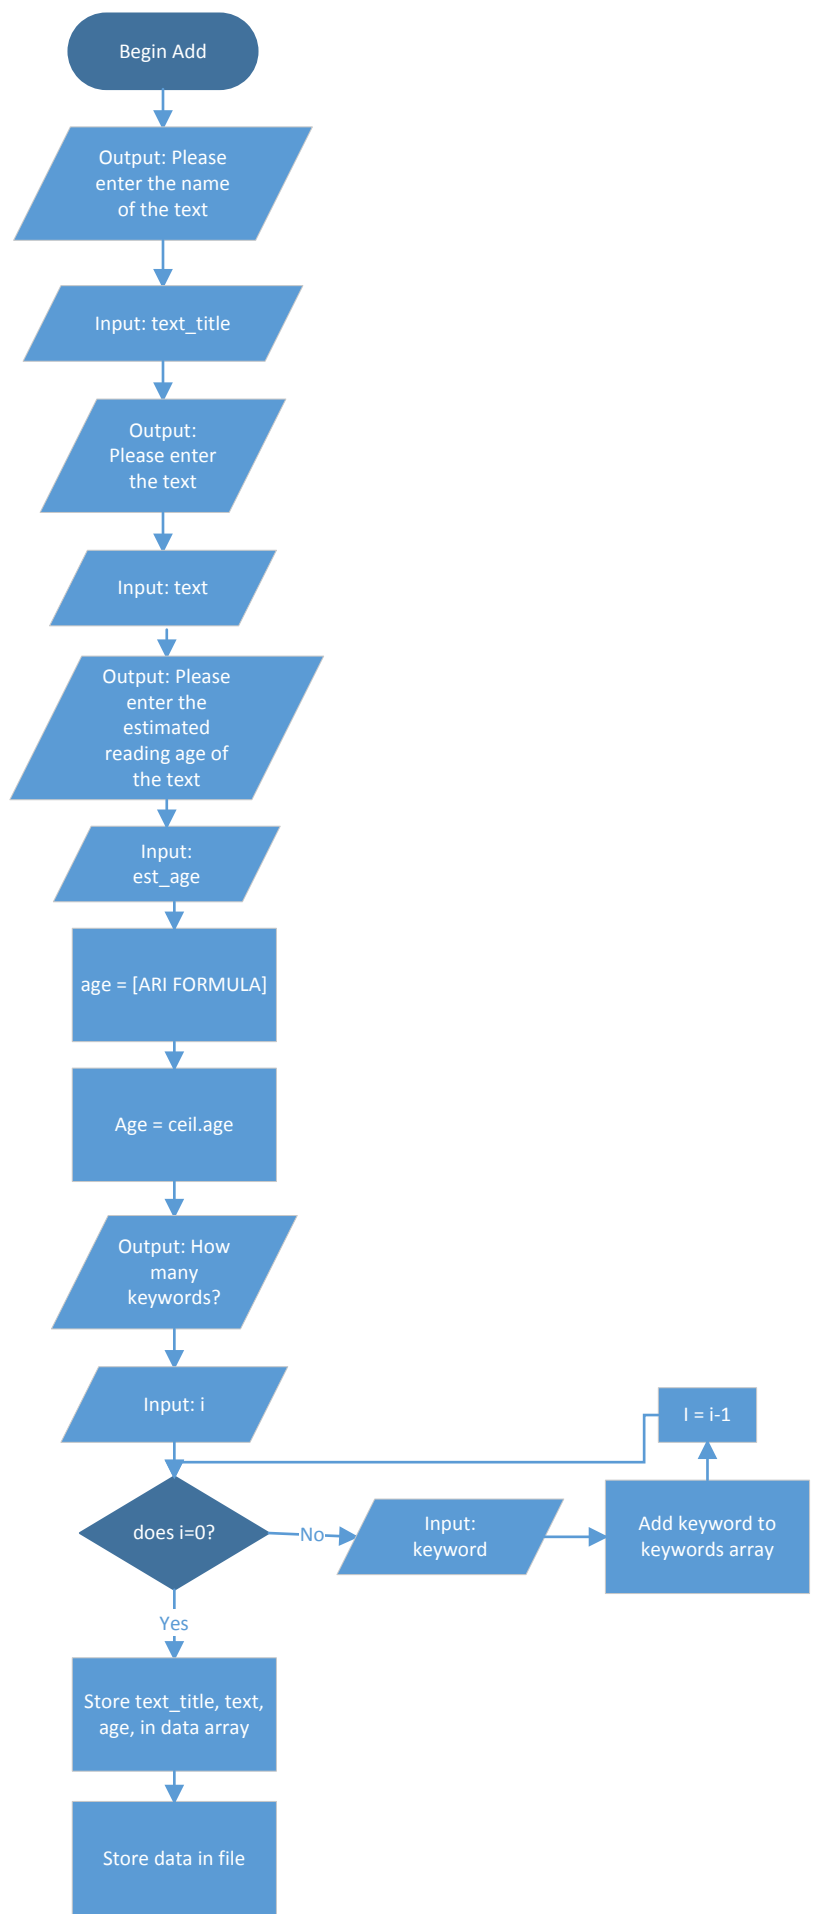 Begin Add
Output: Please
enter the name
of the text
Input: text_title
Output:
Please enter
the text
Input: text
Output: Please
enter the
estimated
reading age of
the text
Input:
est_age
age = [ARI FORMULA]
Age = ceil.age
Output: How
many
keywords?
Input: i
I = i-1
does i=0?
No
Input:
keyword
Add keyword to
keywords array
Yes
Store text_title, text,
age, in data array
Store data in file